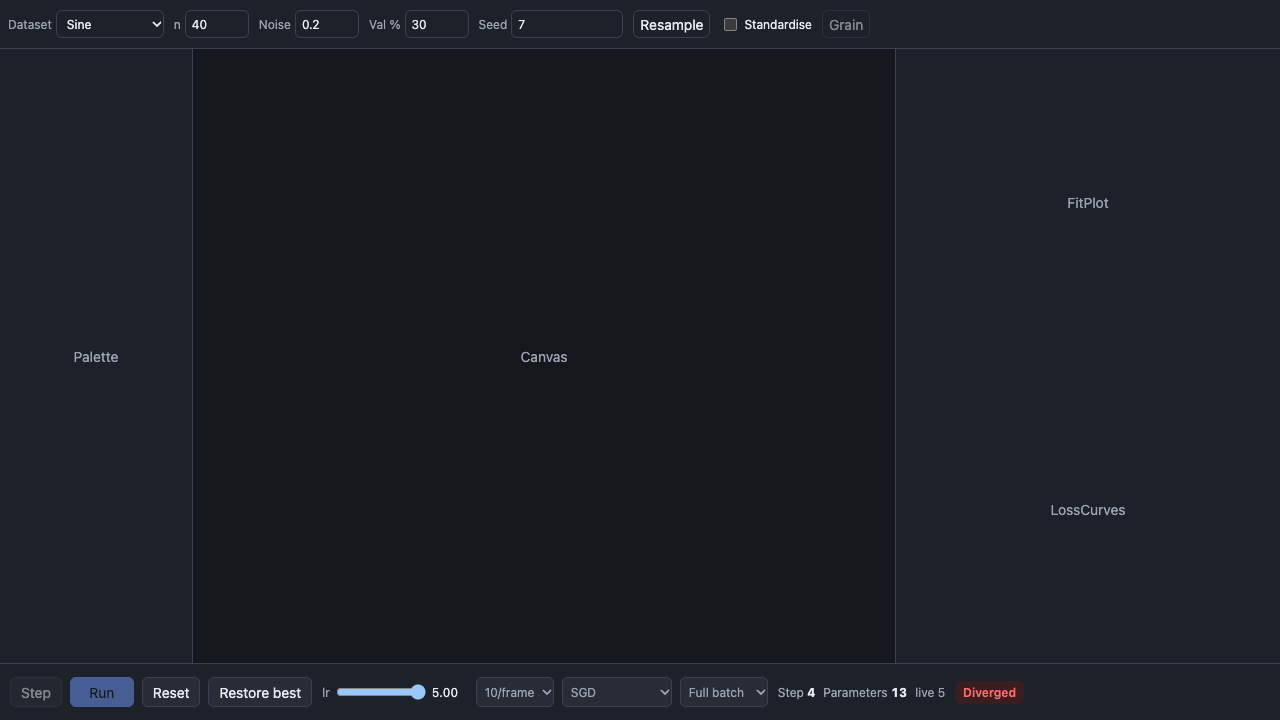 Dataset Sine n 40 Noise 0.2 Val % 30 Seed 7 Resample Standardise Grain
Palette
Canvas
FitPlot
LossCurves
Step Run Reset Restore best lr 5.00 10/frame SGD Full batch Step 4 Parameters 13 live 5 Diverged